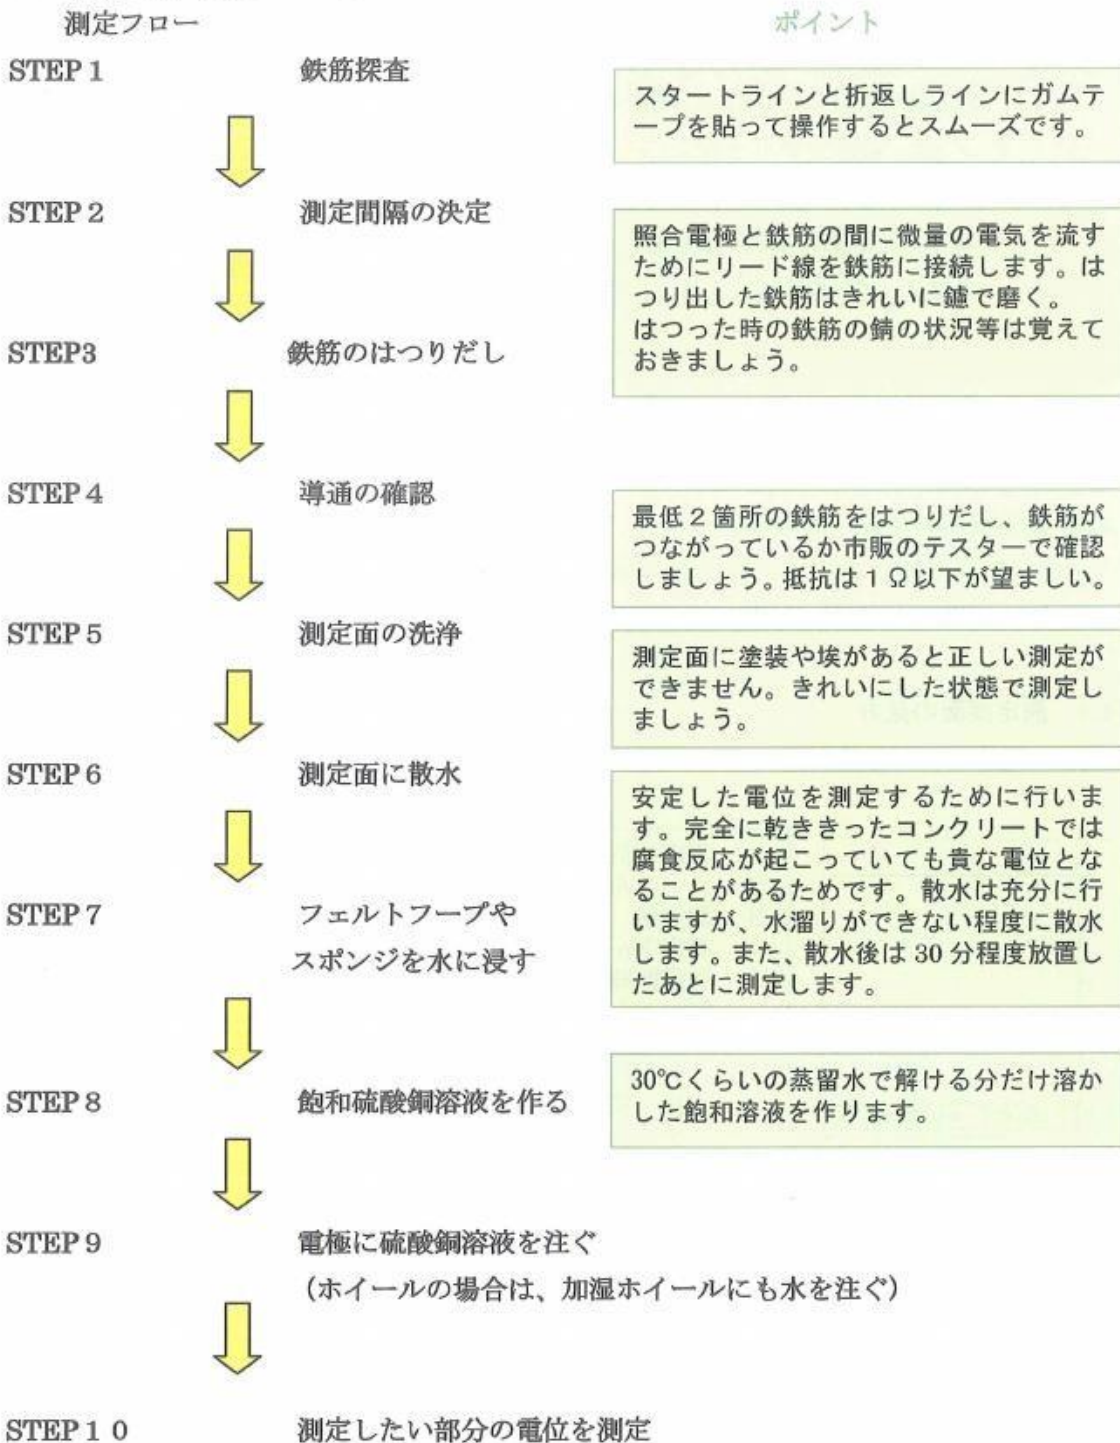 測定フロー
ポイント
STEP 1
鉄筋探査
スタートラインと折返しラインにガムテ
ープを貼って操作するとスムーズです。
STEP 2
測定間隔の決定
照合電極と鉄筋の間に微量の電気を流す
ためにリード線を鉄筋に接続します。は
つり出した鉄筋はきれいに鑢で磨く。
はつった時の鉄筋の錆の状況等は覚えて
おきましょう。
STEP3
鉄筋のはつりだし
STEP 4
導通の確認
最低2箇所の鉄筋をはつりだし、鉄筋が
つながっているか市販のテスターで確認
しましょう。抵抗は1Ω以下が望ましい。
STEP 5
測定面の洗浄
測定面に塗装や埃があると正しい測定が
できません。きれいにした状態で測定し
ましょう。
STEP 6
測定面に散水
安定した電位を測定するために行いま
す。完全に乾ききったコンクリートでは
腐食反応が起こっていても貴な電位とな
ることがあるためです。散水は充分に行
いますが、水溜りができない程度に散水
します。また、散水後は 30 分程度放置し
たあとに測定します。
STEP 7
フェルトフープや
スポンジを水に浸す
STEP 8
飽和硫酸銅溶液を作る
30℃くらいの蒸留水で解ける分だけ溶か
した飽和溶液を作ります。
STEP 9
電極に硫酸銅溶液を注ぐ
（ホイールの場合は、加湿ホイールにも水を注ぐ）
STEP 1 0
測定したい部分の電位を測定